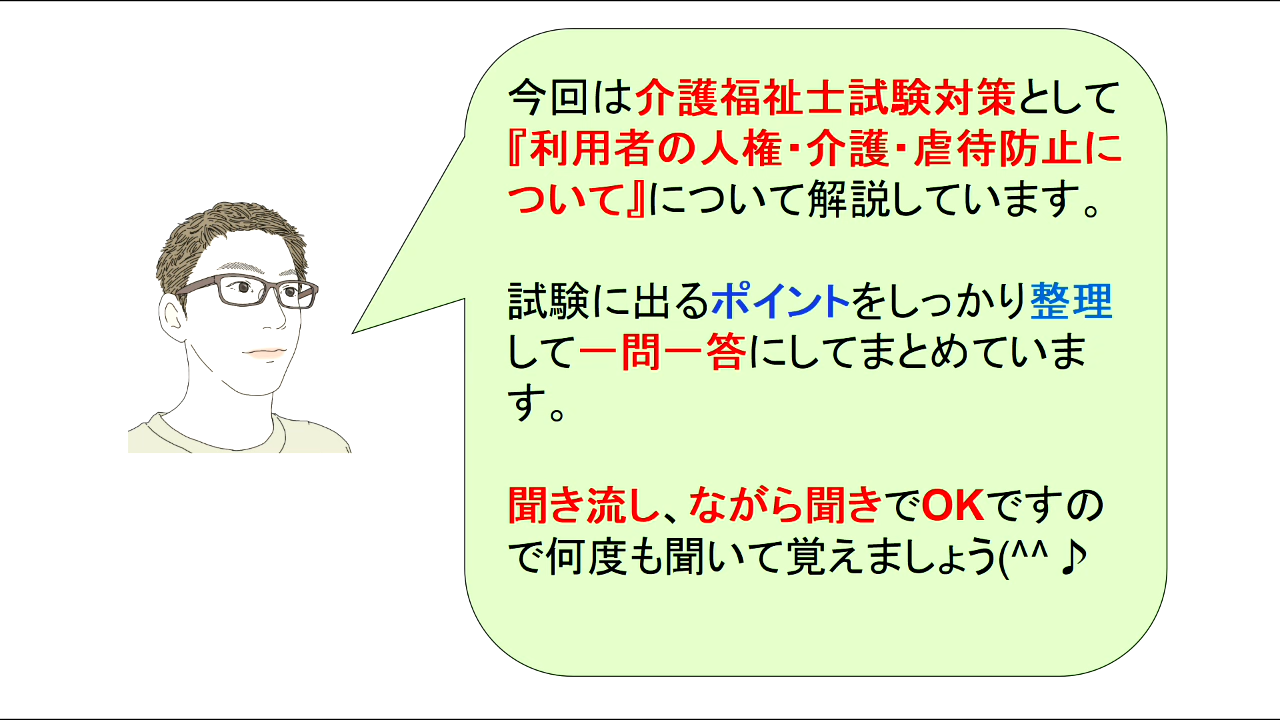 今回は介護福祉士試験対策として
『利用者の人権・介護・虐待防止に
ついて』について解説しています。
試験に出るポイントをしっかり整理
して一問一答にしてまとめていま
す。
聞き流し、ながら聞きでOKですの
で何度も聞いて覚えましょう(^^♪